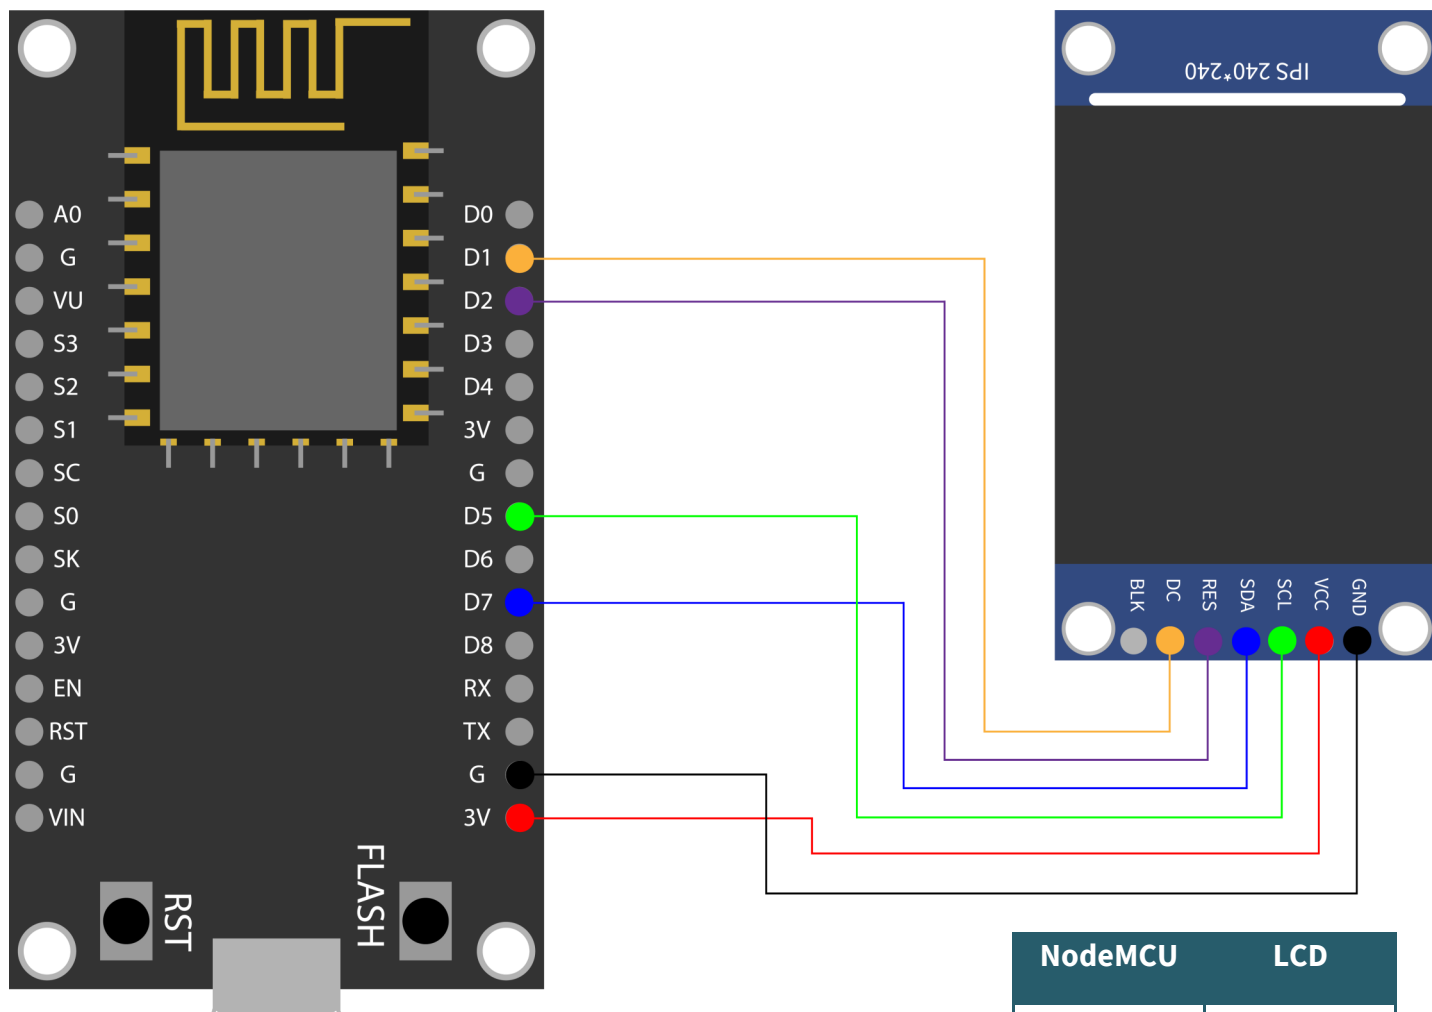 A0
G
VU
S3
S2
S1
SC
S0
SK
G
3V
EN
RST
G
VIN
D0
D1
D2
D3
D4
3V
G
D5
D6
D7
D8
RX
TX
G
3V
RST
FLASH
IPS 240*240
BLK
DC
RES
SDA
SCL
VCC
GND
NodeMCU LCD